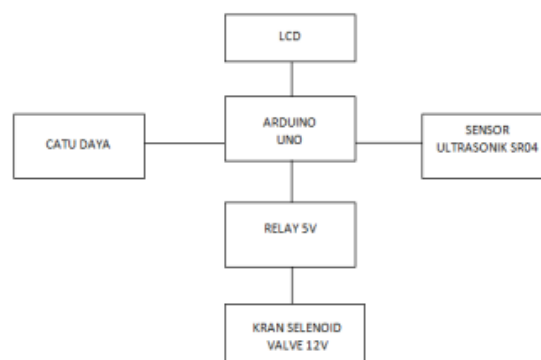 LCD
CATU DAYA
ARDUINO
UNO
SENSOR
ULTRASONIK SR04
RELAY 5V
KRAN SELENOID
VALVE 12V